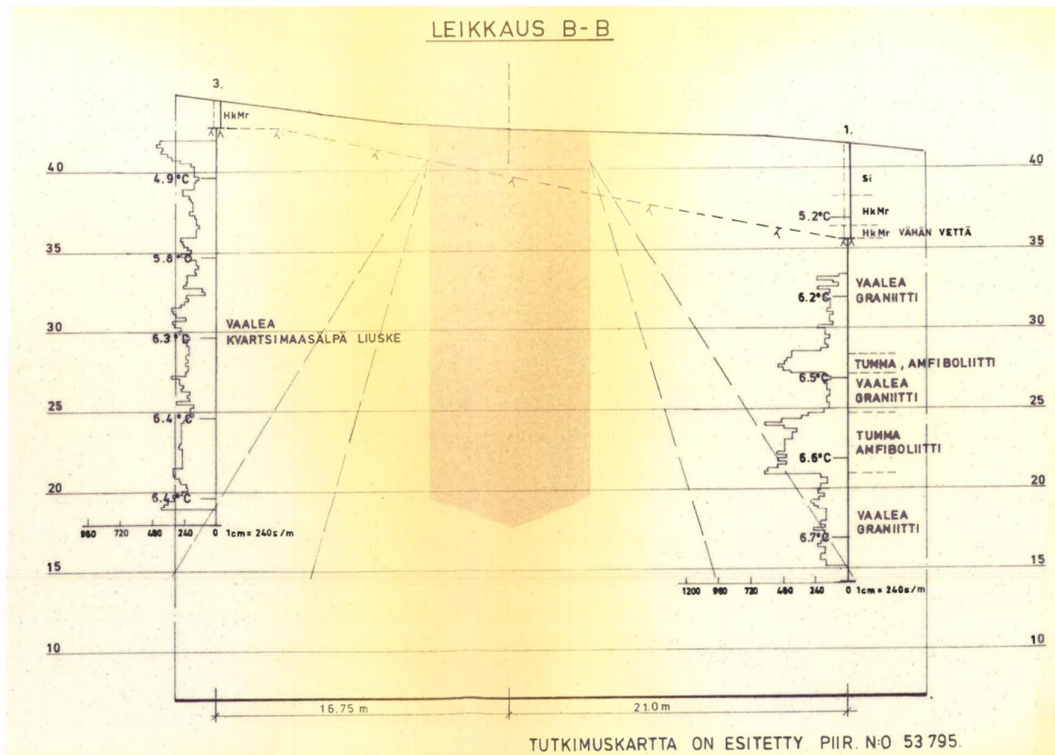 LEIKKAUS B-B
3.
HkMr
1.
40
40
4.9°C
Si
5.2°C
HkMr
HkMr VÄHÄN VETTÄ
35
35
5.8°C
VAALEA
GRANIITTI
6.2°C
30
30
VAALEA
KVARTSIMAASÄLPÄ LIUSKE
6.3°C
TUMMA, AMFIBOLIITTI
6.5°C
VAALEA
GRANIITTI
25
25
6.4°C
TUMMA
AMFIBOLIITTI
6.6°C
20
20
6.4°C
VAALEA
GRANIITTI
6.7°C
960 720 480 240 0 1cm=240s/m
15
15
1200 960 720 480 240 0 1cm=240s/m
10
10
16.75 m
21.0 m
TUTKIMUSKARTTA ON ESITETTY PIIR. N:O 53 795.